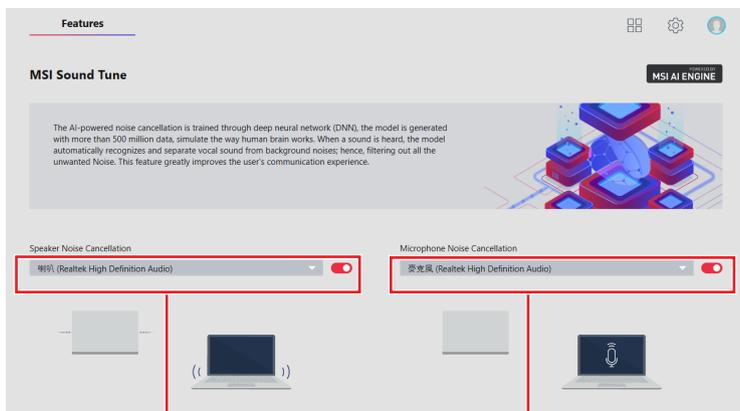 Features
MSI Sound Tune
POWERED BY
MSI AI ENGINE
The AI-powered noise cancellation is trained through deep neural network (DNN), the model is generated
with more than 500 million data, simulate the way human brain works. When a sound is heard, the model
automatically recognizes and separate vocal sound from background noises; hence, filtering out all the
unwanted Noise. This feature greatly improves the user's communication experience.
Speaker Noise Cancellation
Microphone Noise Cancellation
喇叭 (Realtek High Definition Audio)
麥克風 (Realtek High Definition Audio)